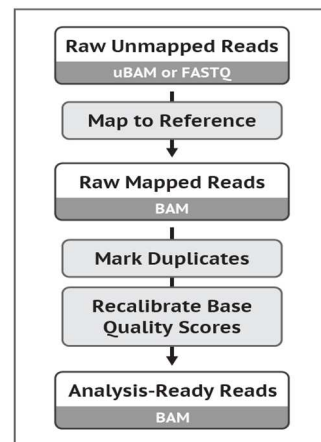 Raw Unmapped Reads
uBAM or FASTQ
Map to Reference
Raw Mapped Reads
BAM
Mark Duplicates
Recalibrate Base
Quality Scores
Analysis-Ready Reads
BAM